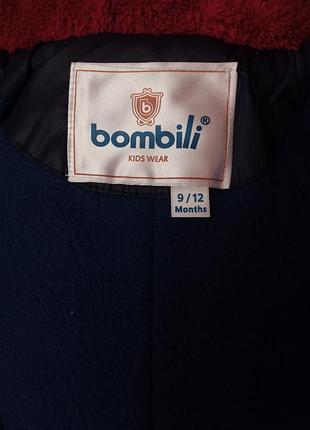 b
bombili®
KIDS WEAR
9/12
Months